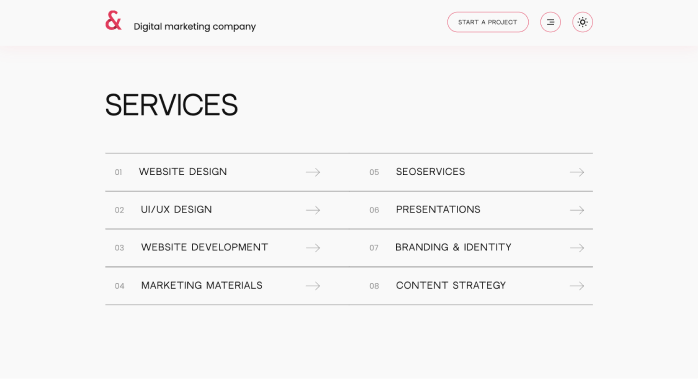 & Digital marketing company
START A PROJECT
SERVICES
01 WEBSITE DESIGN
02 UI/UX DESIGN
03 WEBSITE DEVELOPMENT
04 MARKETING MATERIALS
05 SEOSERVICES
06 PRESENTATIONS
07 BRANDING & IDENTITY
08 CONTENT STRATEGY